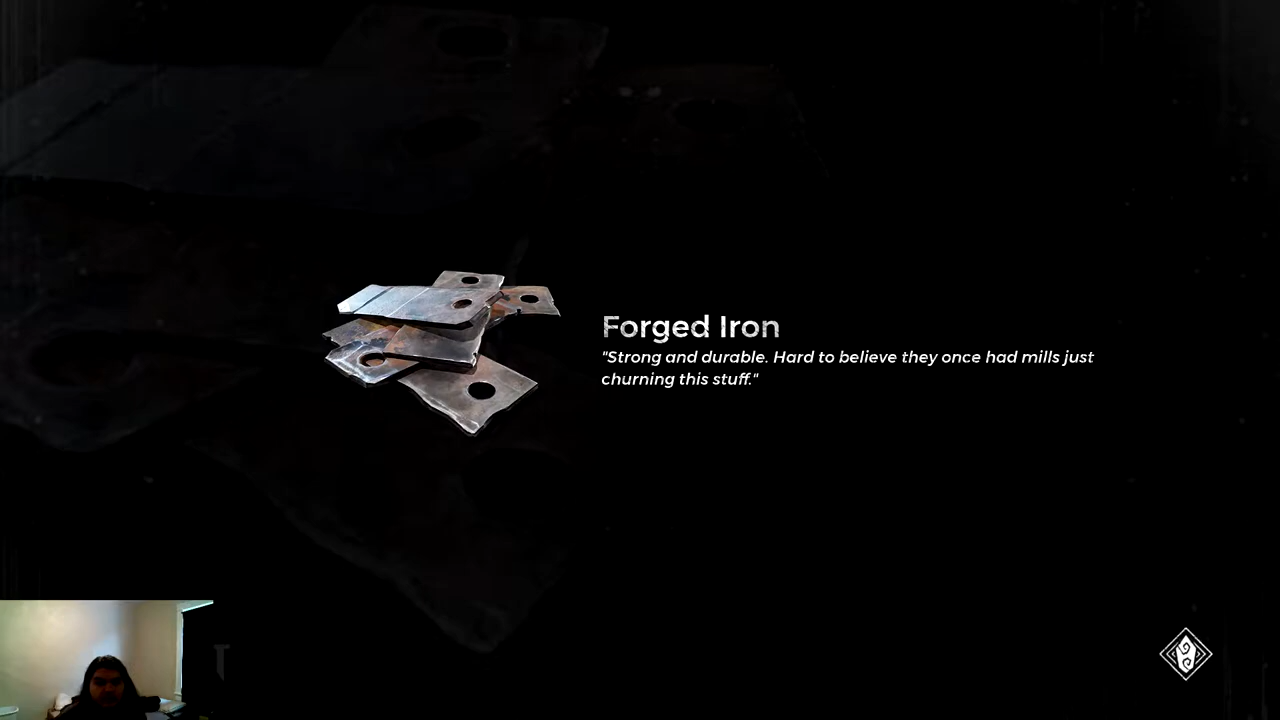 Forged Iron
"Strong and durable. Hard to believe they once had mills just
churning this stuff."